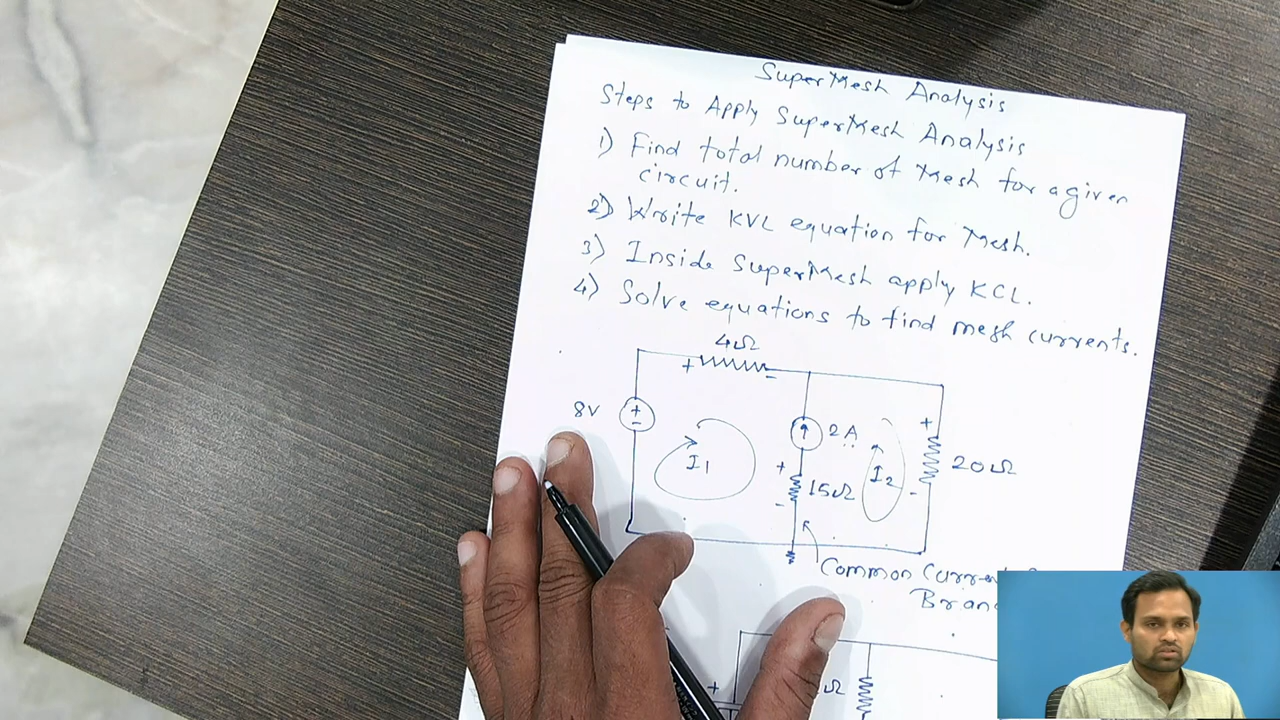 SuperMesh Analysis
Steps to Apply SuperMesh Analysis
1) Find total number of Mesh for a given
circuit.
2) Write KVL equation for Mesh.
3) Inside SuperMesh apply KCL.
4) Solve equations to find mesh currents.
4Ω
+ -
8V
+
-
I1
2A
+
15Ω
-
I2
+
20Ω
-
Common
+
Ω